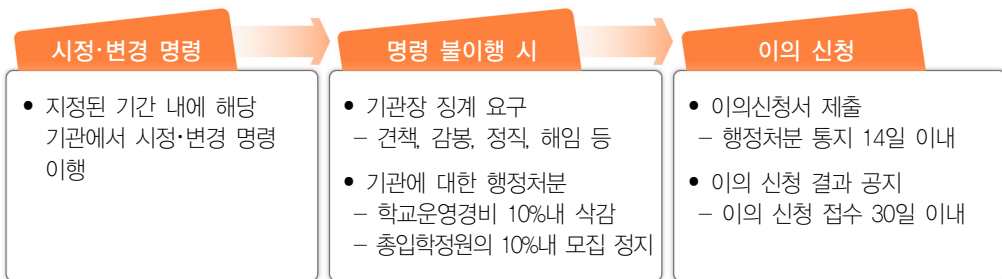 시정·변경 명령
• 지정된 기간 내에 해당
기관에서 시정·변경 명령
이행
명령 불이행 시
• 기관장 징계 요구
– 견책, 감봉, 정직, 해임 등
• 기관에 대한 행정처분
– 학교운영경비 10%내 삭감
– 총입학정원의 10%내 모집 정지
이의 신청
• 이의신청서 제출
– 행정처분 통지 14일 이내
• 이의 신청 결과 공지
– 이의 신청 접수 30일 이내